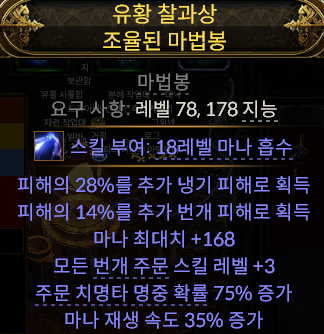 유황 찰과상
조율된 마법봉
마법봉
요구 사항: 레벨 78, 178 지능
스킬 부여: 18레벨 마나 흡수
피해의 28%를 추가 냉기 피해로 획득
피해의 14%를 추가 번개 피해로 획득
마나 최대치 +168
모든 번개 주문 스킬 레벨 +3
주문 치명타 명중 확률 75% 증가
마나 재생 속도 35% 증가